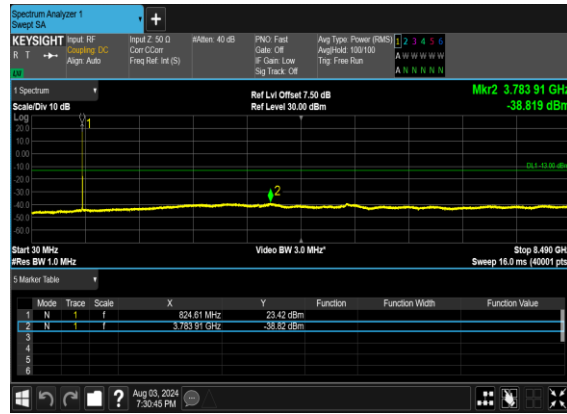 Spectrum Analyzer 1
Swept SA
+
KEYSIGHT Input: RF Input Z: 50 Ω #Atten: 40 dB PNO: Fast Avg Type: Power (RMS) 1 2 3 4 5 6
R T Coupling: DC Corr CCorr Gate: Off Avg|Hold: 100/100 A W W W W W
Align: Auto Freq Ref: Int (S) IF Gain: Low Trig: Free Run
Sig Track: Off A N N N N N
1 Spectrum Ref Lvl Offset 7.50 dB Mkr2 3.783 91 GHz
Scale/Div 10 dB Ref Level 30.00 dBm -38.819 dBm
Log
1
20.0
10.0
0.00
-10.0
DL1 -13.00 dBm
-20.0
-30.0
2
-40.0
-50.0
-60.0
Start 30 MHz Video BW 3.0 MHz* Stop 8.490 GHz
#Res BW 1.0 MHz Sweep 16.0 ms (40001 pts)
5 Marker Table
Mode Trace Scale X Y Function Function Width Function Value
1 N 1 f 824.61 MHz 23.42 dBm
2 N 1 f 3.783 91 GHz -38.82 dBm
3
4
5
6
? Aug 03, 2024
7:30:45 PM